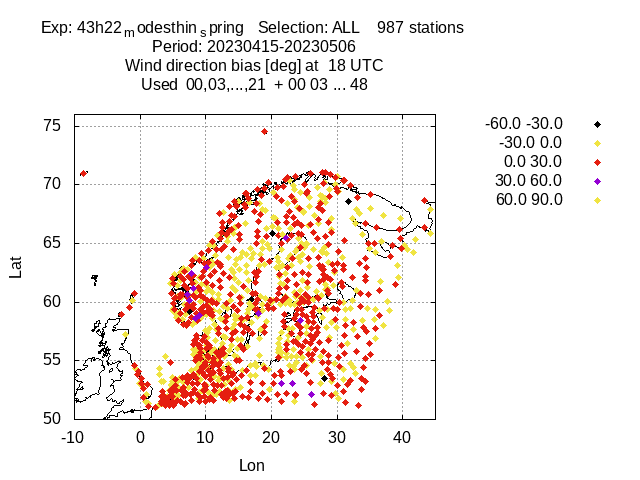 Exp: 43h22modesthinspring Selection: ALL 987 stations
Period: 20230415-20230506
Wind direction bias [deg] at 18 UTC
Used 00,03,...,21 + 00 03 ... 48
-60.0 -30.0
-30.0 0.0
0.0 30.0
30.0 60.0
60.0 90.0
75
70
65
60
55
50
Lat
-10 0 10 20 30 40
Lon